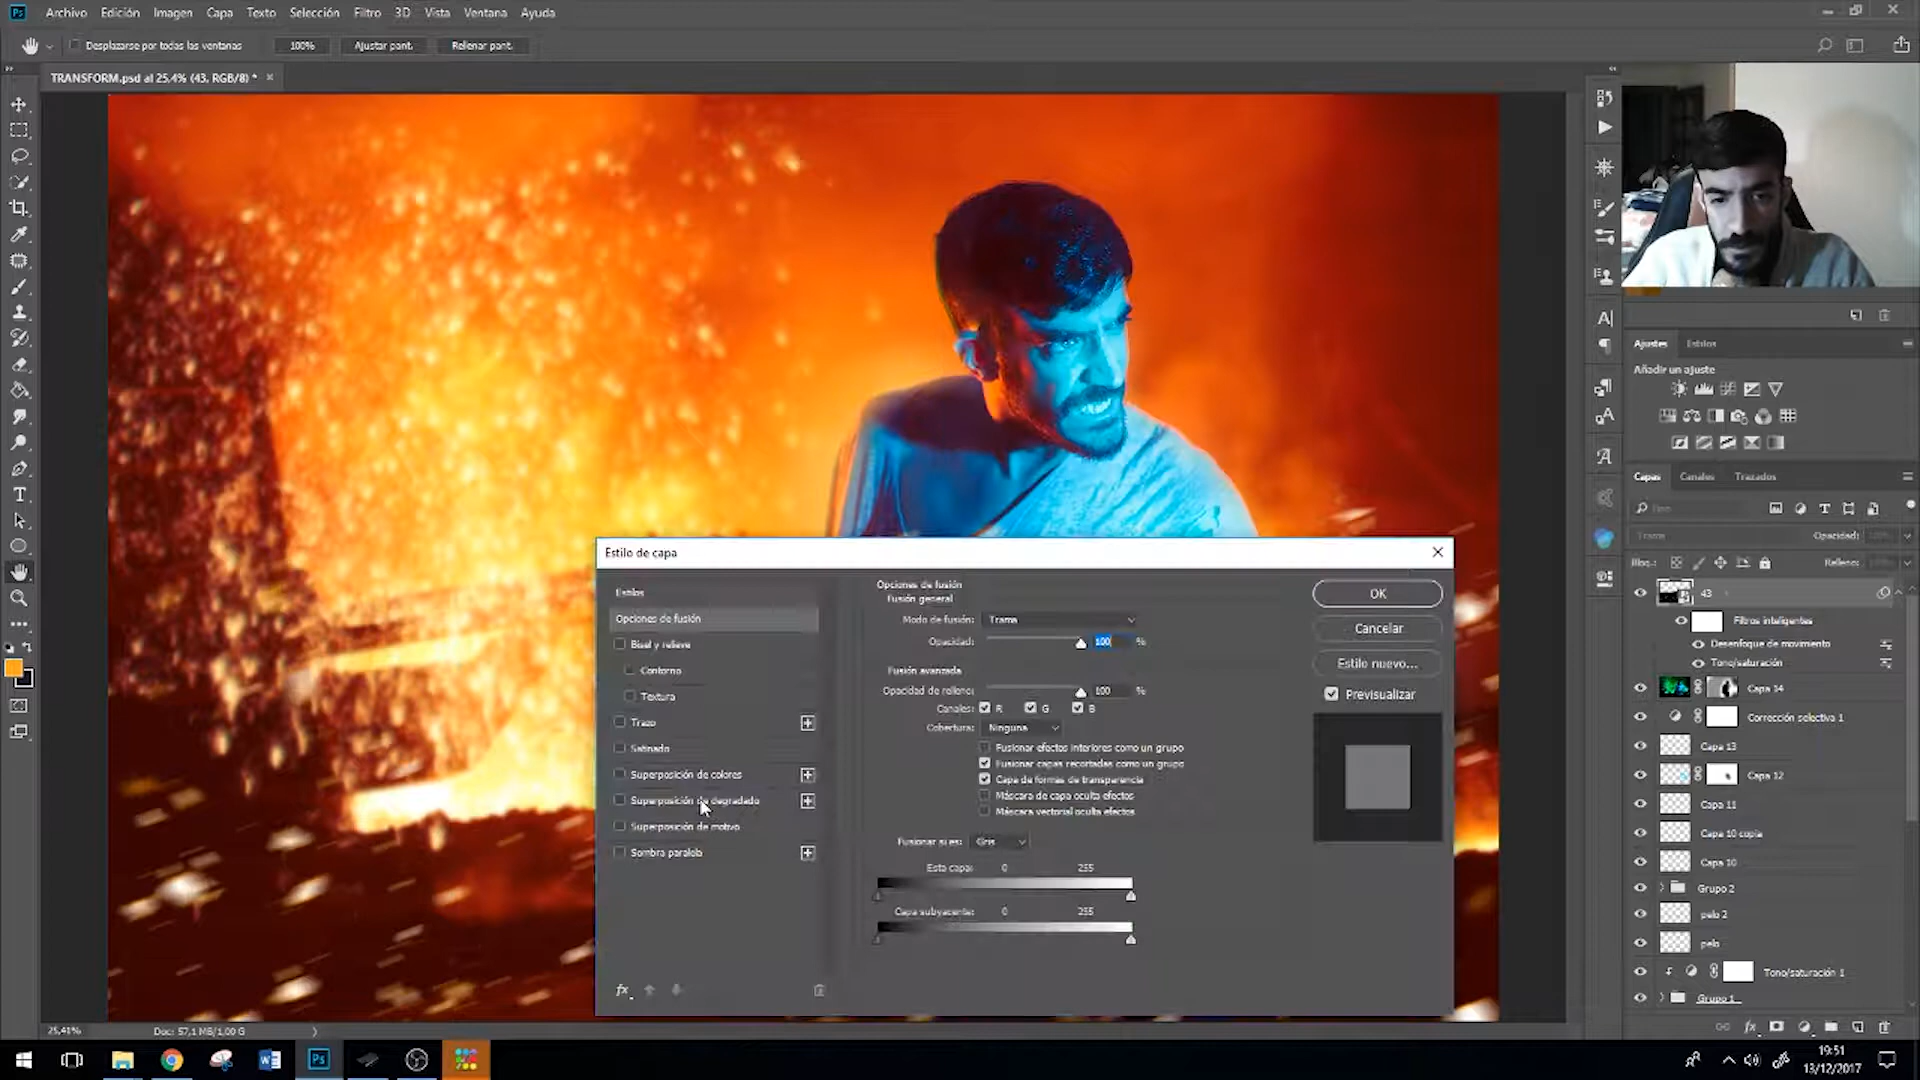 Ps Archivo Edición Imagen Capa Texto Selección Filtro 3D Vista Ventana Ayuda
Desplazarse por todas las ventanas 100% Ajustar pant. Rellenar pant.
TRANSFORM.psd al 25,4% (43, RGB/8) * ×
Ajustes Estilos
Añadir un ajuste
Capas Canales Trazados
Trama Opacidad:
Bloq.: Relleno:
43
Filtros inteligentes
Desenfoque de movimiento
Tono/saturación
Capa 14
Corrección selectiva 1
Capa 13
Capa 12
Capa 11
Capa 10 copia
Capa 10
Grupo 2
pelo 2
pelo
Tono/saturación 1
Grupo 1
Estilo de capa
Estilos
Opciones de fusión
Bisel y relieve
Contorno
Textura
Trazo
Satinado
Superposición de colores
Superposición de degradado
Superposición de motivo
Sombra paralela
fx
Opciones de fusión
Fusión general
Modo de fusión: Trama
Opacidad: 100 %
Fusión avanzada
Opacidad de relleno: 100 %
Canales: R G B
Cobertura: Ninguna
Fusionar efectos interiores como un grupo
Fusionar capas recortadas como un grupo
Capa de formas de transparencia
Máscara de capa oculta efectos
Máscara vectorial oculta efectos
Fusionar si es: Gris
Esta capa: 0 255
Capa subyacente: 0 255
OK
Cancelar
Estilo nuevo...
Previsualizar
25,41% Doc: 57,1 MB/1,00 G
fx
Ps
19:51
13/12/2017